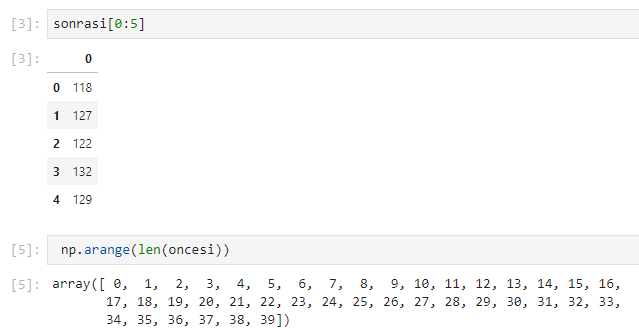 [3]: sonrasi[0:5]
[3]: 0
0 118
1 127
2 122
3 132
4 129
[5]: np.arange(len(oncesi))
[5]: array([ 0, 1, 2, 3, 4, 5, 6, 7, 8, 9, 10, 11, 12, 13, 14, 15, 16,
17, 18, 19, 20, 21, 22, 23, 24, 25, 26, 27, 28, 29, 30, 31, 32, 33,
34, 35, 36, 37, 38, 39])